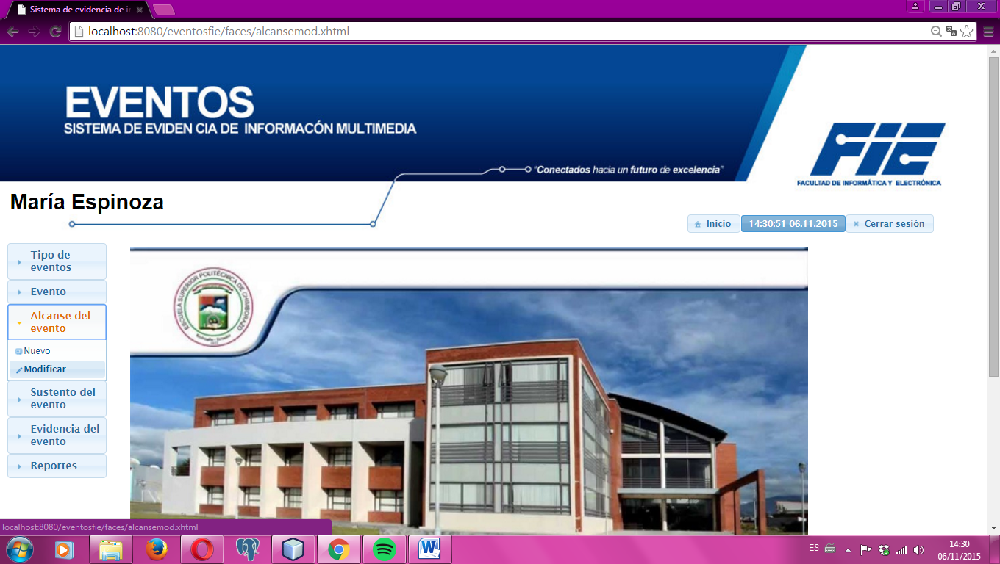 Sistema de evidencia de i
localhost:8080/eventosfie/faces/alcansemod.xhtml
EVENTOS
SISTEMA DE EVIDEN CIA DE INFORMACÓN MULTIMEDIA
"Conectados hacia un futuro de excelencia"
FIE
FACULTAD DE INFORMÁTICA Y ELECTRÓNICA
María Espinoza
Inicio
14:30:51 06.11.2015
Cerrar sesión
Tipo de
eventos
Evento
Alcanse del
evento
Nuevo
Modificar
Sustento del
evento
Evidencia del
evento
Reportes
ESCUELA SUPERIOR POLITÉCNICA DE CHIMBORAZO
localhost:8080/eventosfie/faces/alcansemod.xhtml
ES
14:30
06/11/2015